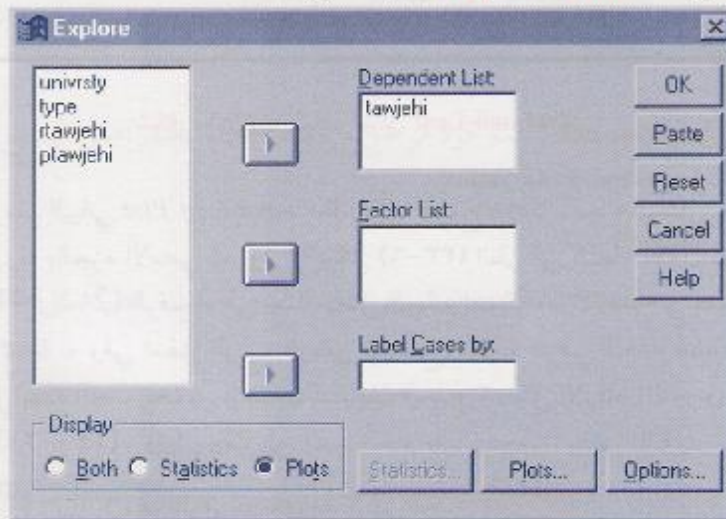 Explore
univrsty
type
rtawjehi
ptawjehi
Dependent List:
tawjehi
Factor List:
Label Cases by:
OK
Paste
Reset
Cancel
Help
Display
Both
Statistics
Plots
Statistics...
Plots...
Options...